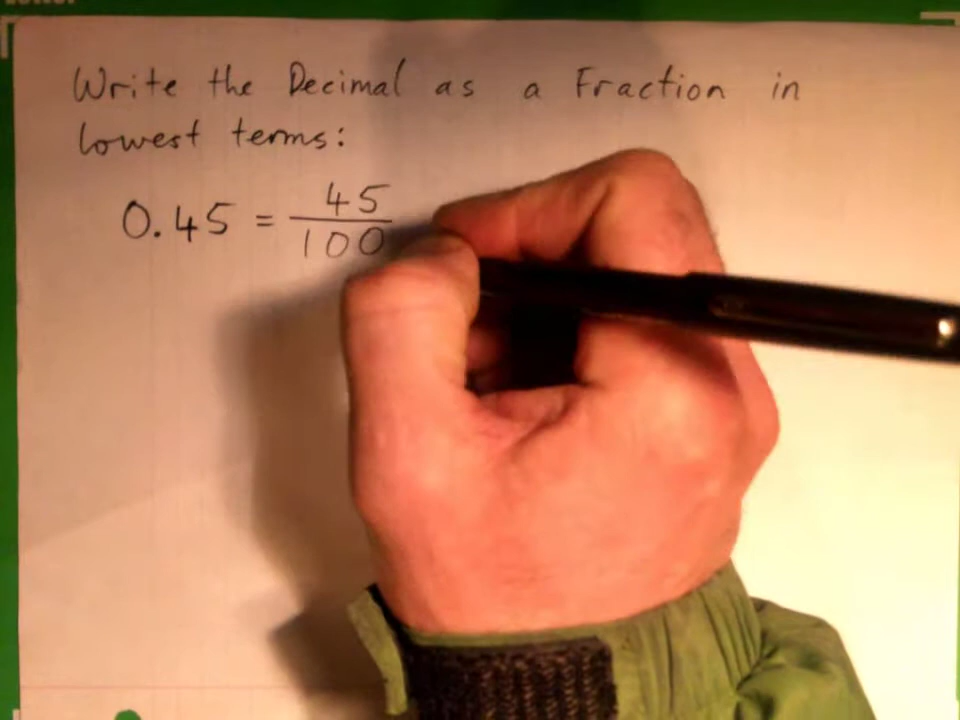 Write the Decimal as a Fraction in
lowest terms:
0.45 = 45/100